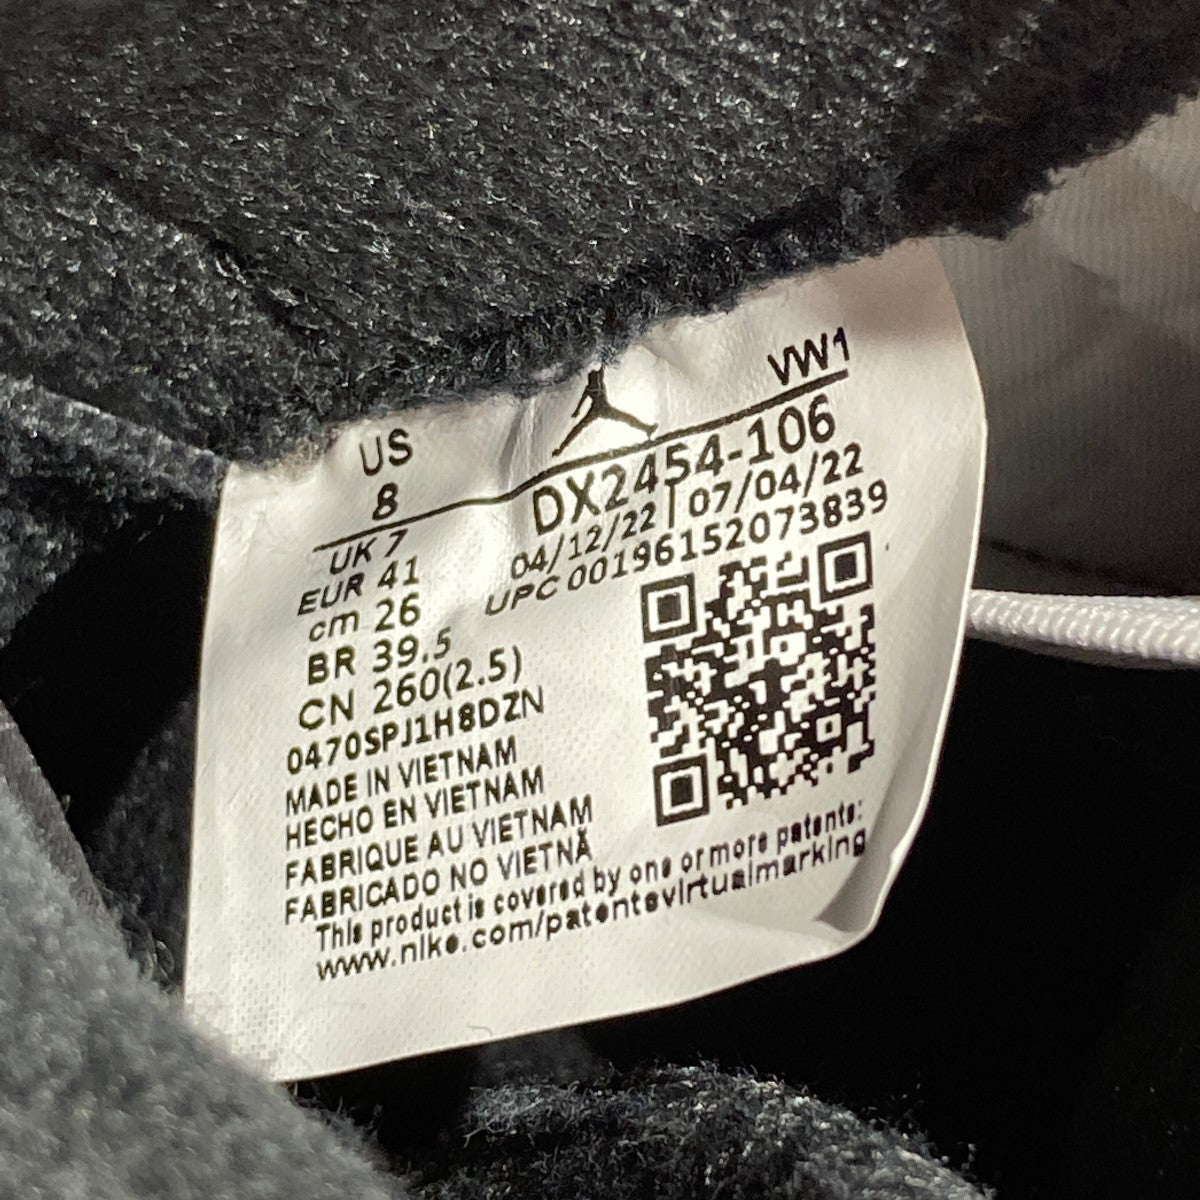 VW1
US
8
DX2454-106
UK 7
04/12/22 | 07/04/22
EUR 41
UPC 00196152073839
cm 26
BR 39.5
CN 260(2.5)
0470SPJ1H8DZN
MADE IN VIETNAM
HECHO EN VIETNAM
FABRIQUE AU VIETNAM
FABRICADO NO VIETNÃ
This product is covered by one or more patents:
www.nike.com/patentsvirtualmarking